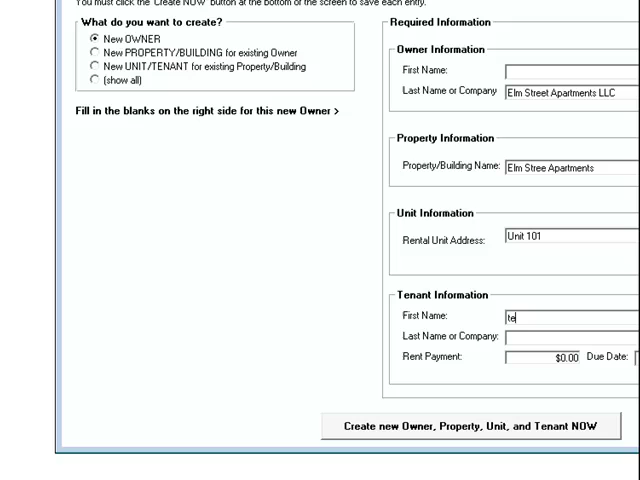 You must click the 'Create NOW' button at the bottom of the screen to save each entry.
What do you want to create?
New OWNER
New PROPERTY/BUILDING for existing Owner
New UNIT/TENANT for existing Property/Building
(show all)
Fill in the blanks on the right side for this new Owner >
Required Information
Owner Information
First Name:
Last Name or Company Elm Street Apartments LLC
Property Information
Property/Building Name: Elm Stree Apartments
Unit Information
Rental Unit Address: Unit 101
Tenant Information
First Name: te
Last Name or Company:
Rent Payment: $0.00 Due Date:
Create new Owner, Property, Unit, and Tenant NOW